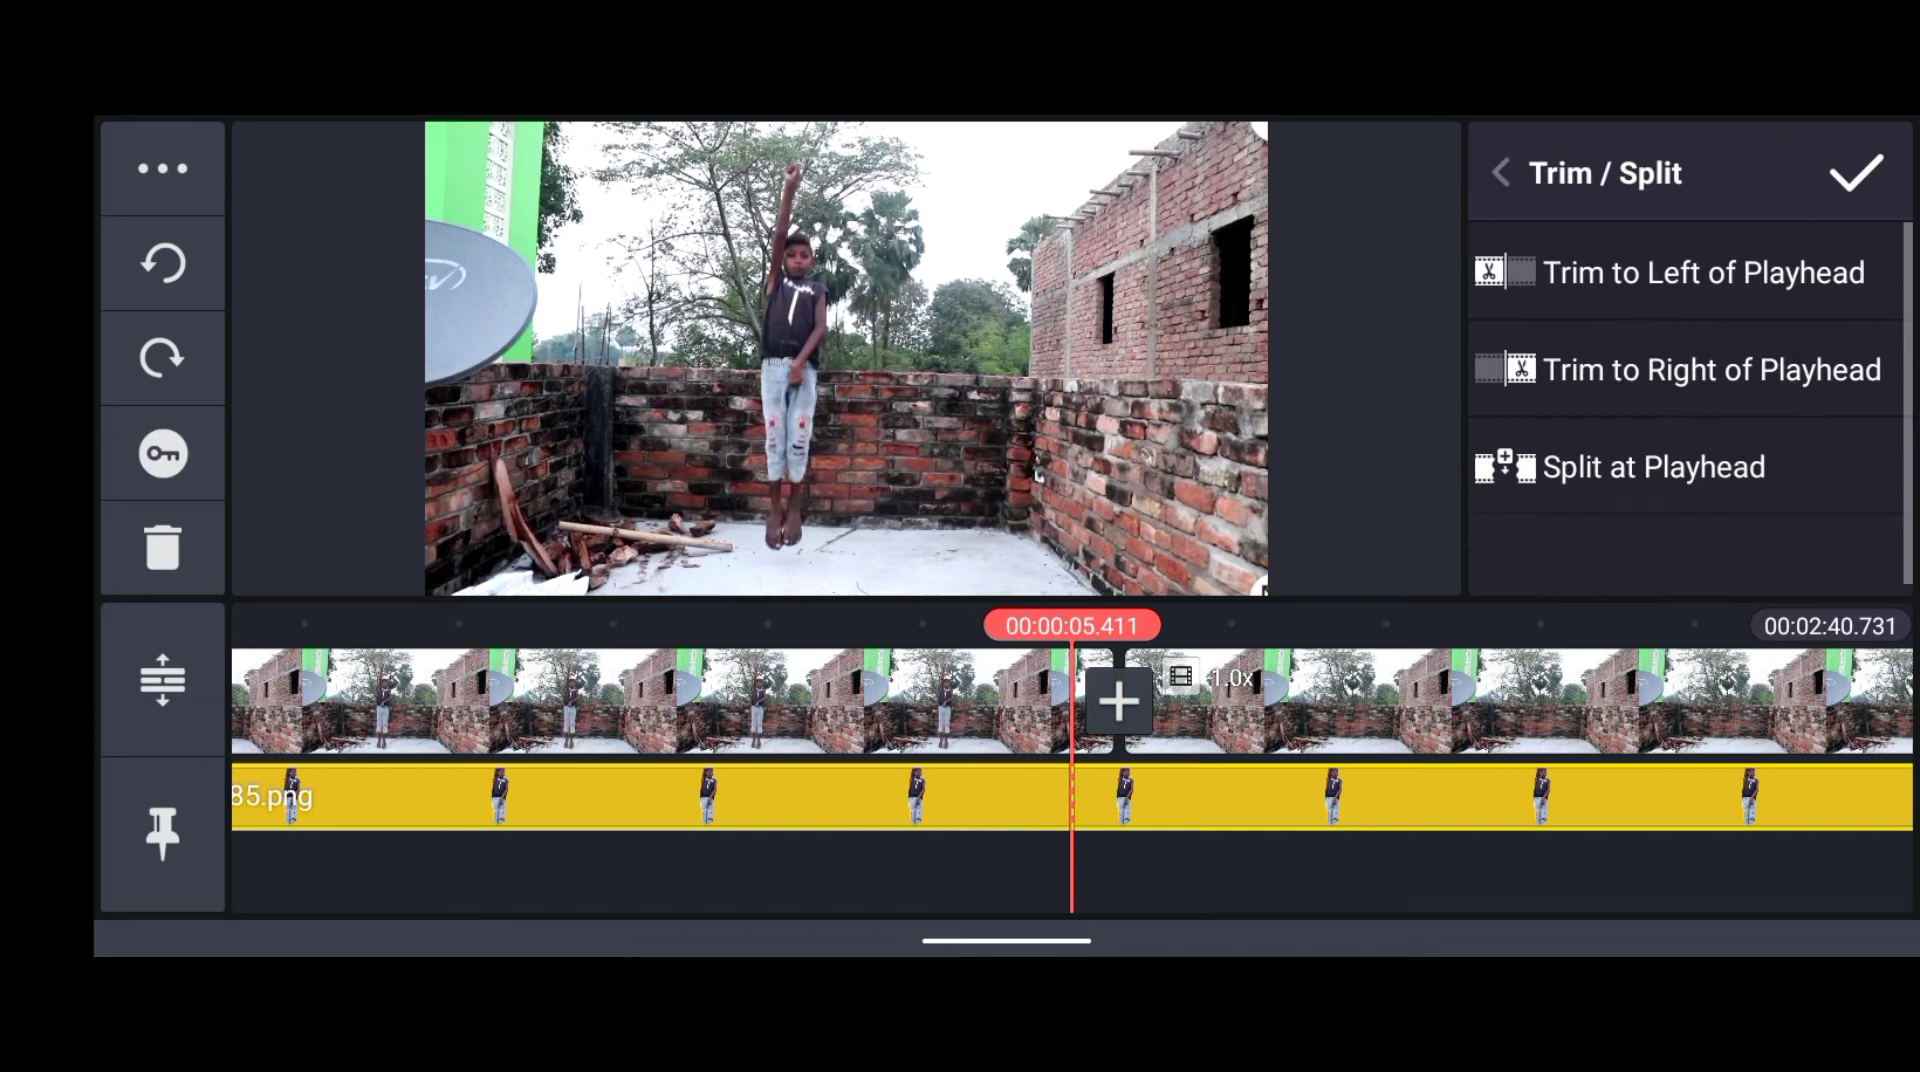 Trim / Split
Trim to Left of Playhead
Trim to Right of Playhead
Split at Playhead
00:00:05.411
00:02:40.731
1.0x
85.png